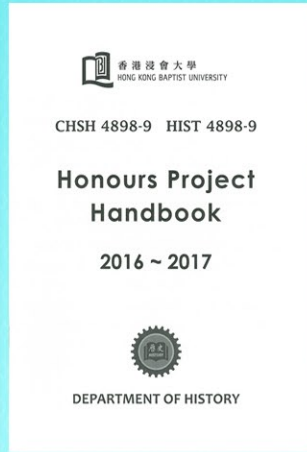 香港浸會大學
HONG KONG BAPTIST UNIVERSITY
CHSH 4898-9 HIST 4898-9
Honours Project
Handbook
2016 ~ 2017
DEPARTMENT OF HISTORY